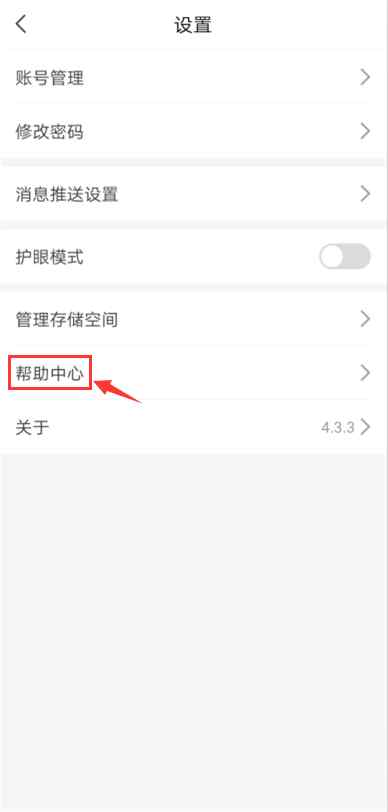 设置
账号管理
修改密码
消息推送设置
护眼模式
管理存储空间
帮助中心
关于 4.3.3